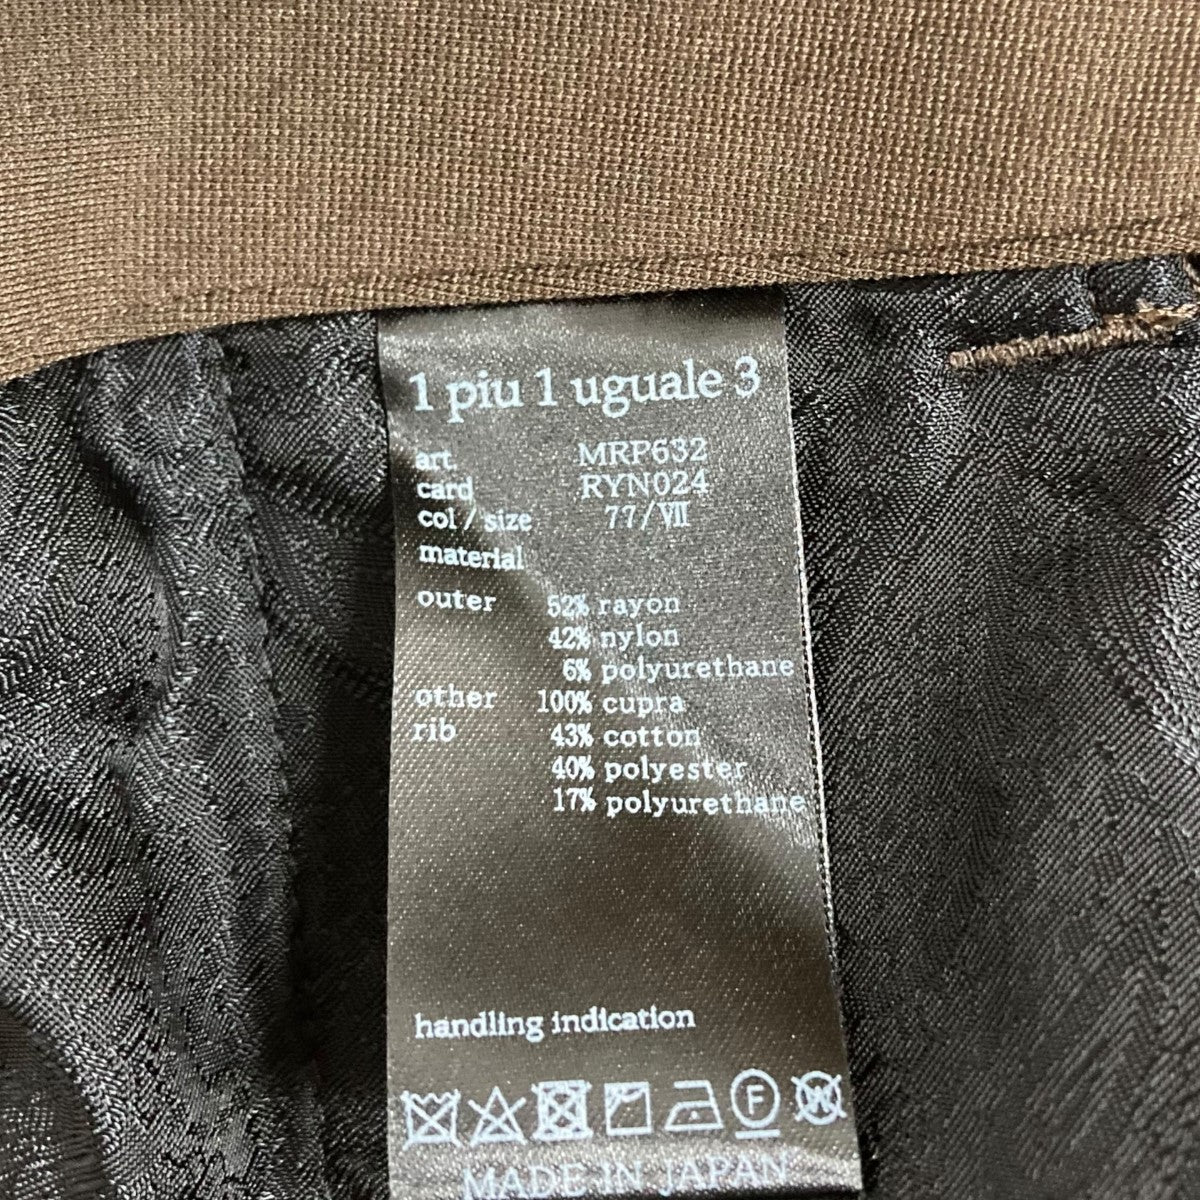 1 piu 1 uguale 3
art. MRP632
card RYN024
col / size 77/Ⅶ
material
outer 52% rayon
42% nylon
6% polyurethane
other 100% cupra
rib 43% cotton
40% polyester
17% polyurethane
handling indication
F W
MADE IN JAPAN